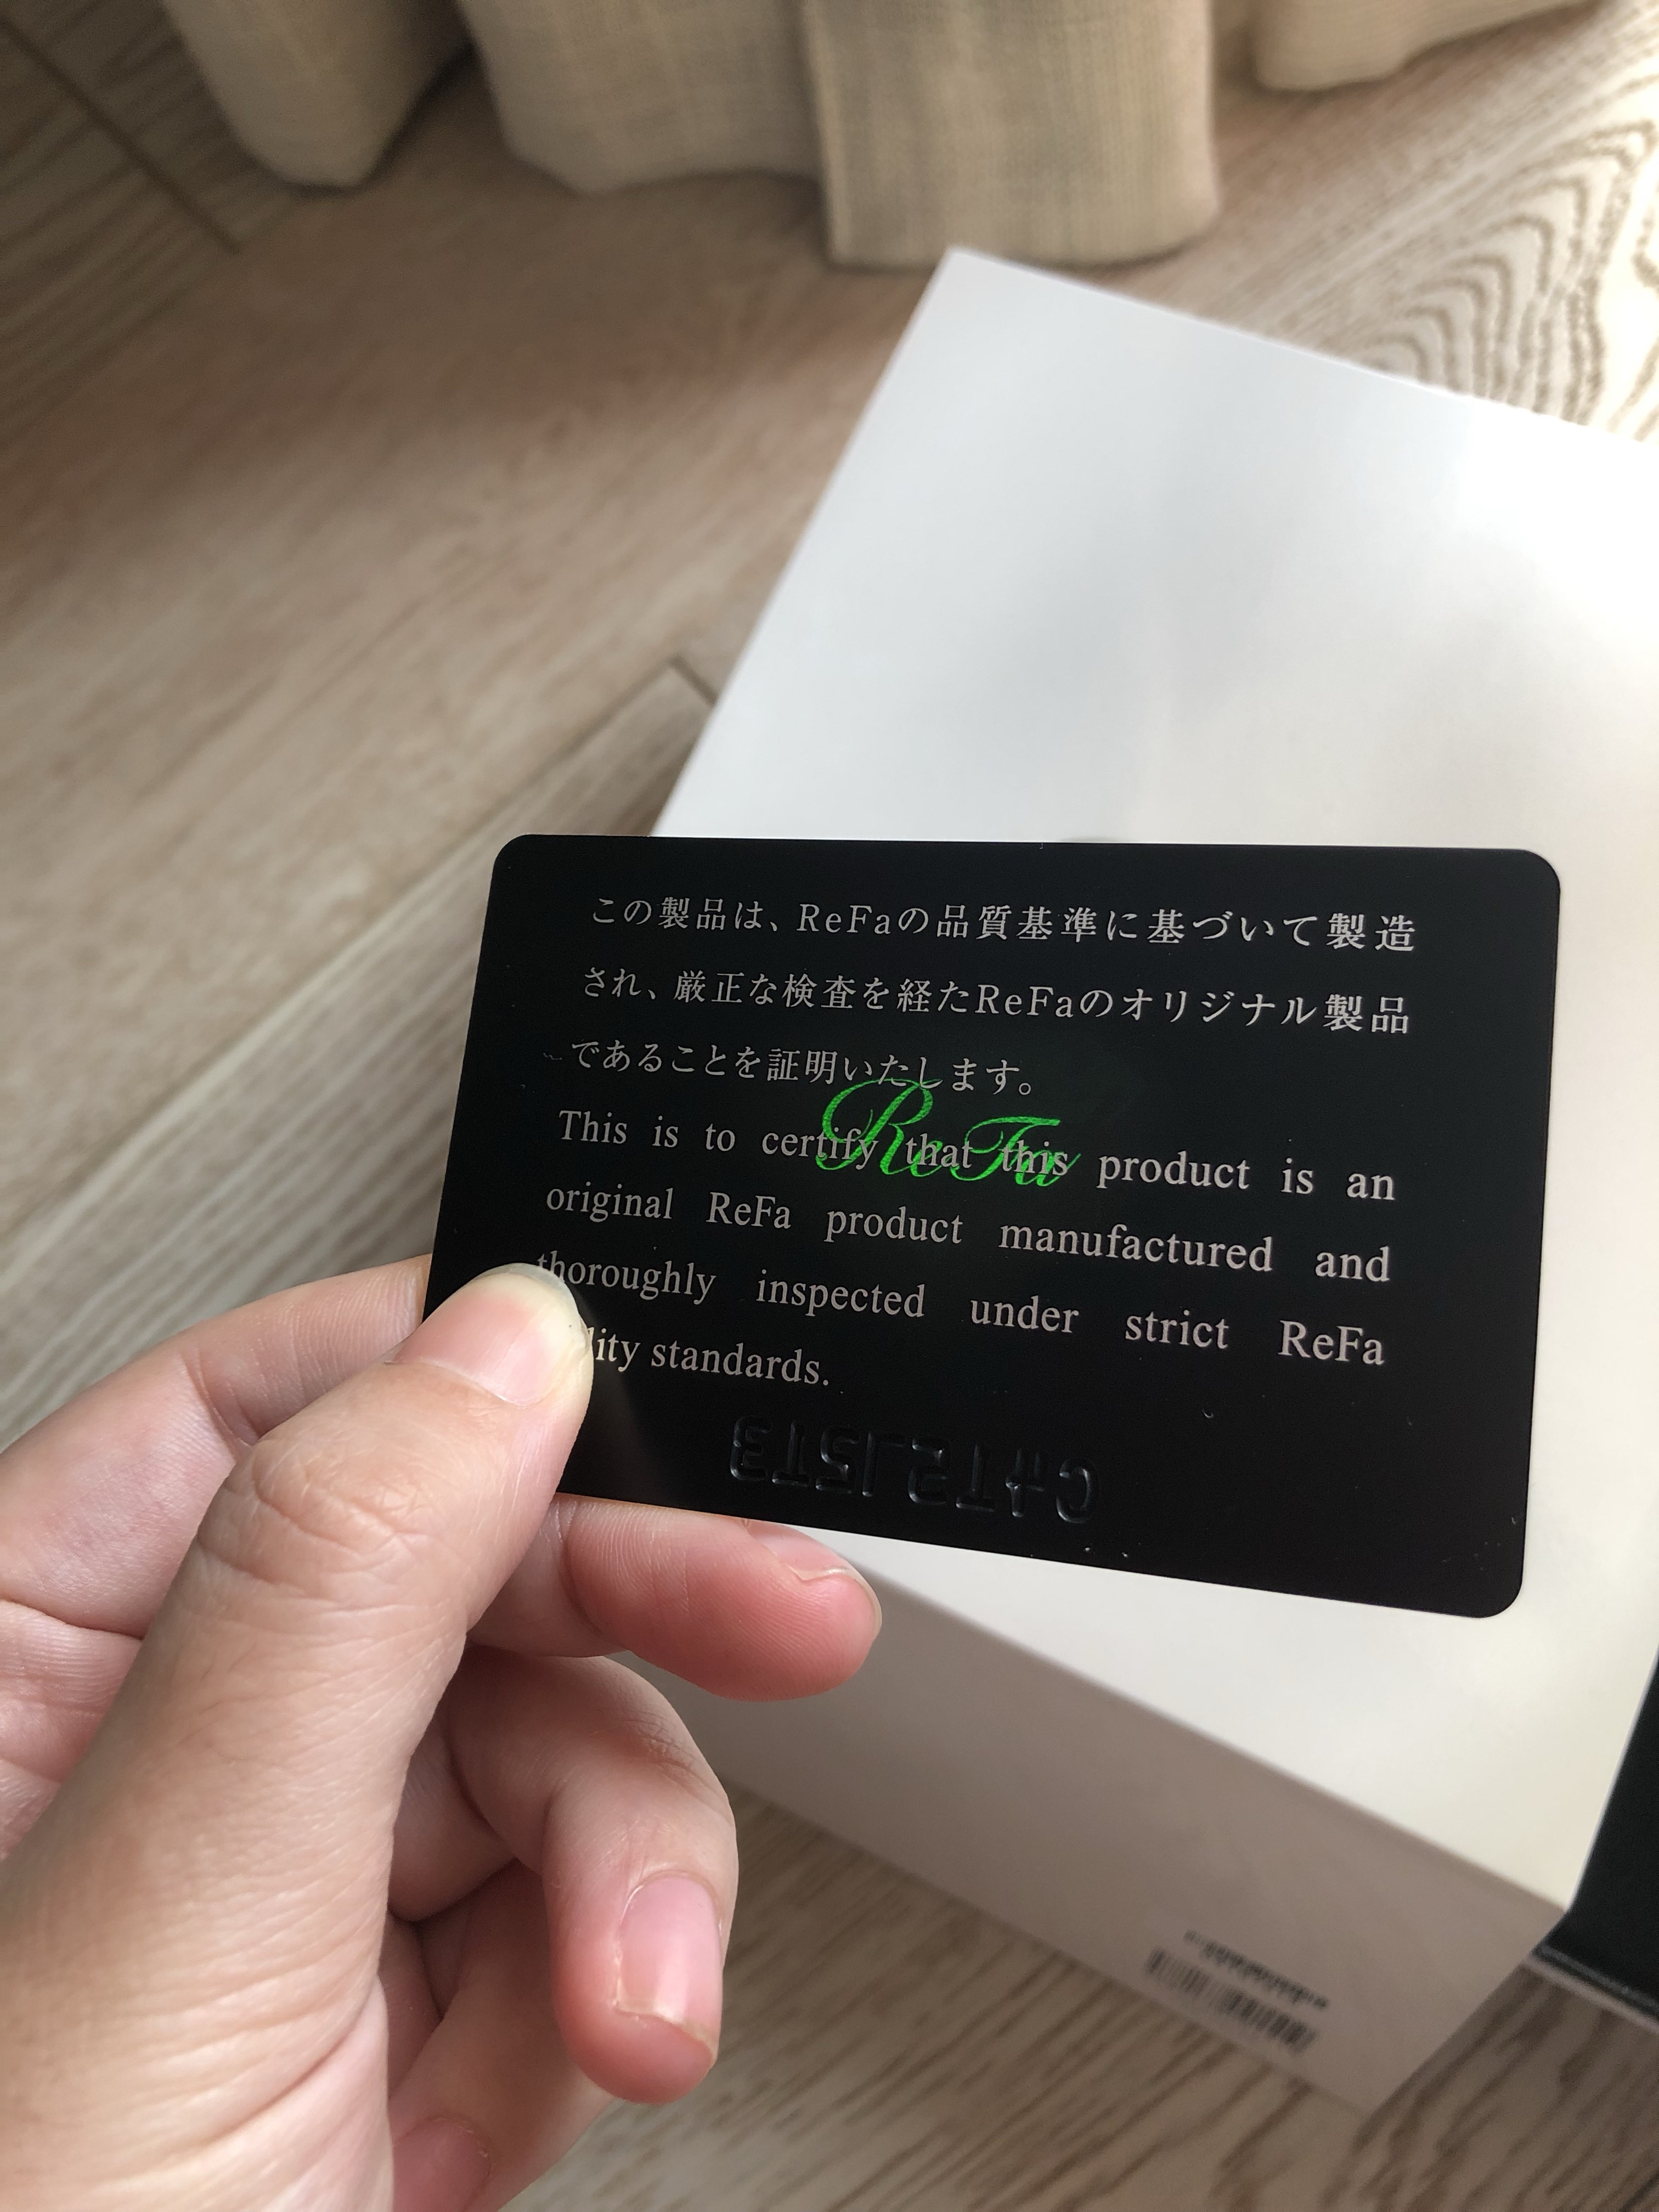 この製品は、ReFaの品質基準に基づいて製造
され、厳正な検査を経たReFaのオリジナル製品
であることを証明いたします。
ReFa
This is to certify that this product is an
original ReFa product manufactured and
thoroughly inspected under strict ReFa
standards.